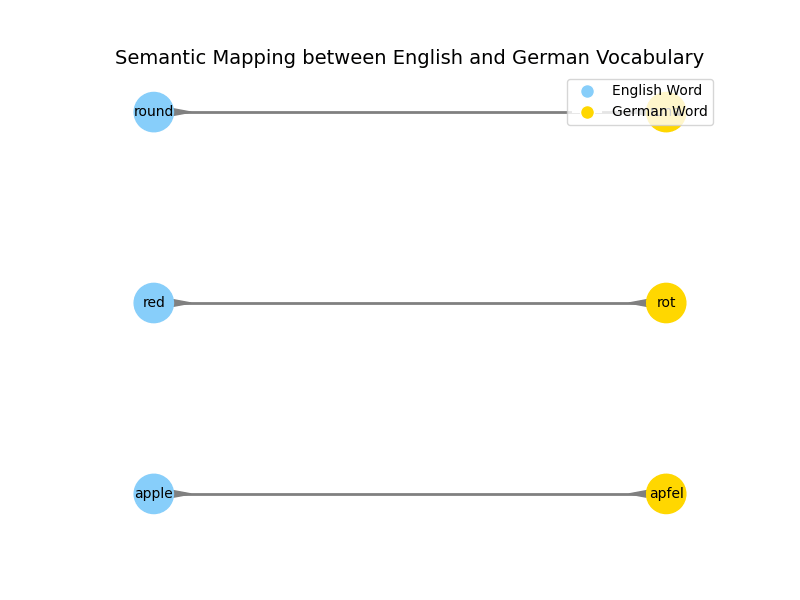 Semantic Mapping between English and German Vocabulary
English Word
German Word
round
red
rot
apple
apfel